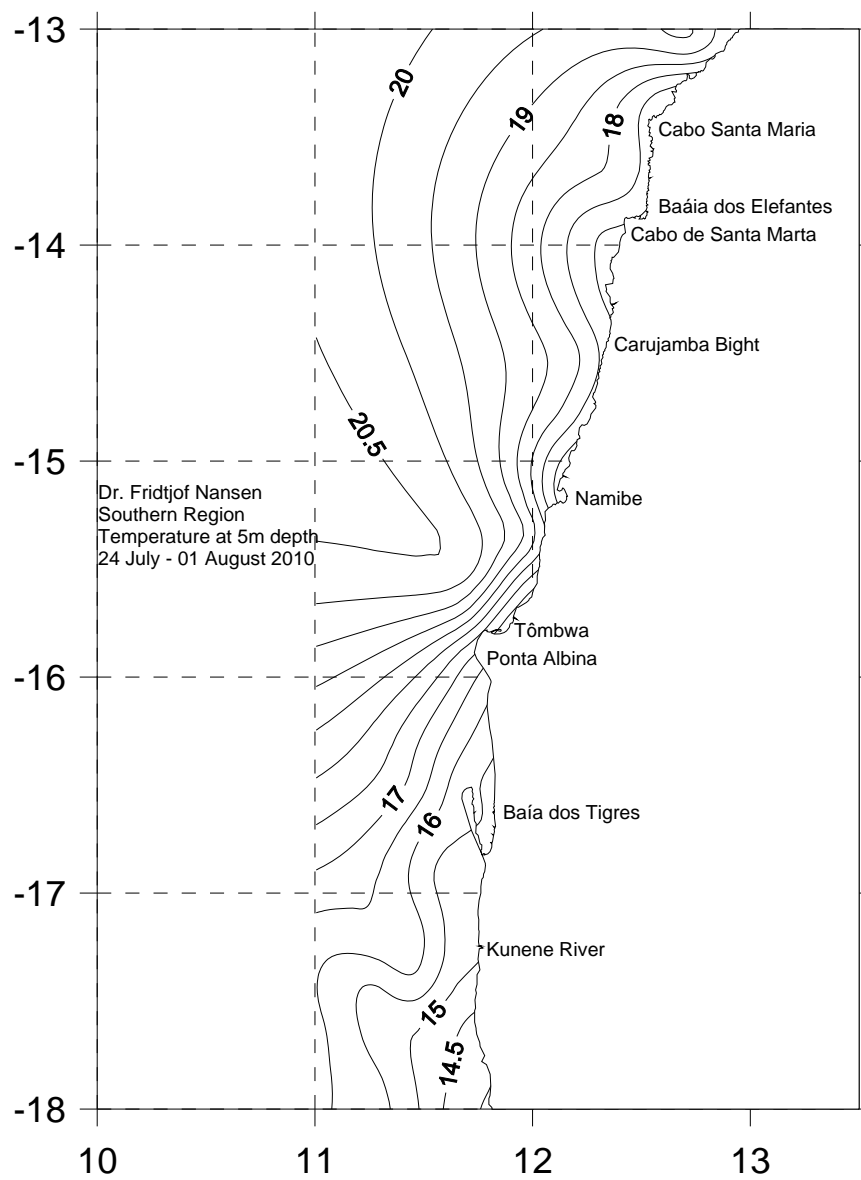 -13
20
19
18
Cabo Santa Maria
Baáia dos Elefantes
Cabo de Santa Marta
-14
Carujamba Bight
20.5
-15
Dr. Fridtjof Nansen
Southern Region
Temperature at 5m depth
24 July - 01 August 2010
Namibe
Tômbwa
Ponta Albina
-16
17
16
Baía dos Tigres
-17
Kunene River
15
14.5
-18
10 11 12 13